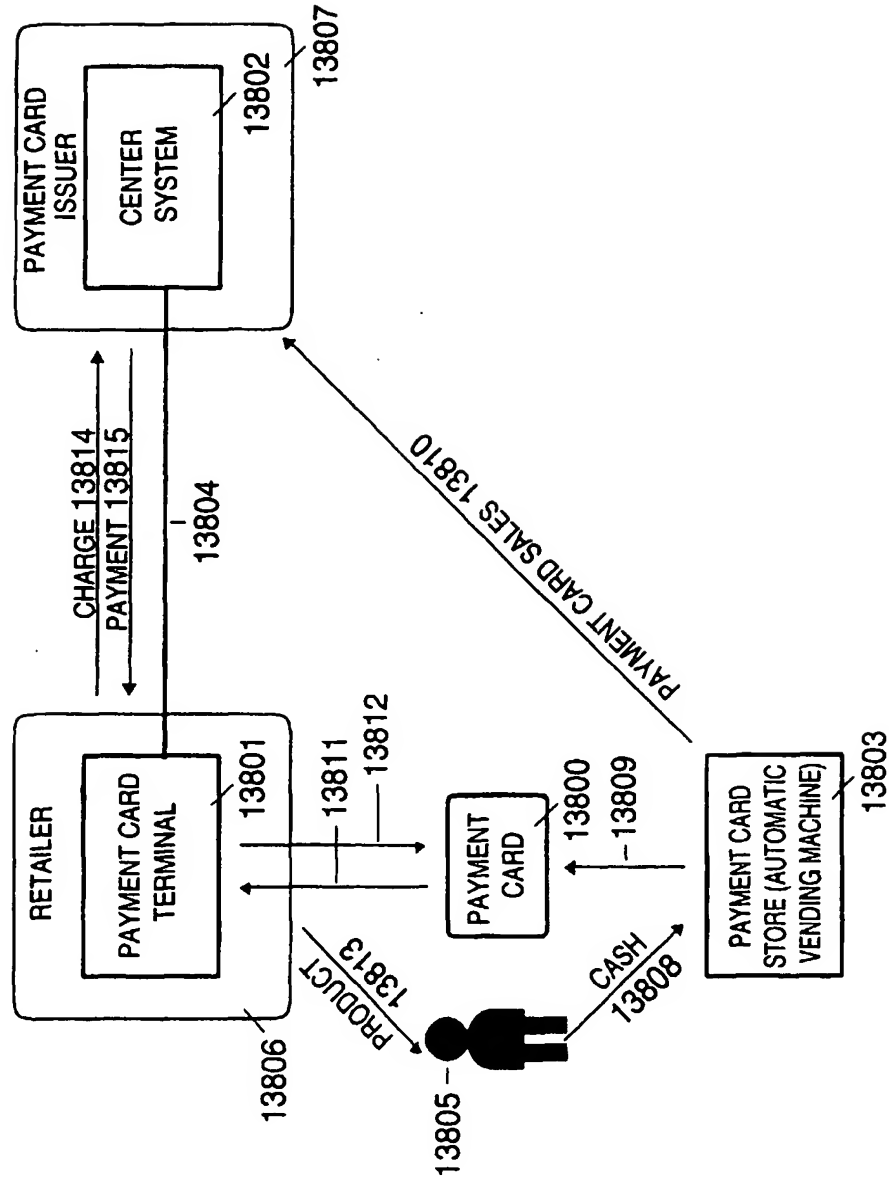 RETAILER
PAYMENT CARD
TERMINAL
13801
13806
CHARGE 13814
PAYMENT 13815
13804
PAYMENT CARD
ISSUER
CENTER
SYSTEM
13802
13807
13811
13812
PRODUCT
13813
13805
PAYMENT
CARD
13800
13809
CASH
13808
PAYMENT CARD SALES 13810
PAYMENT CARD
STORE (AUTOMATIC
VENDING MACHINE)
13803